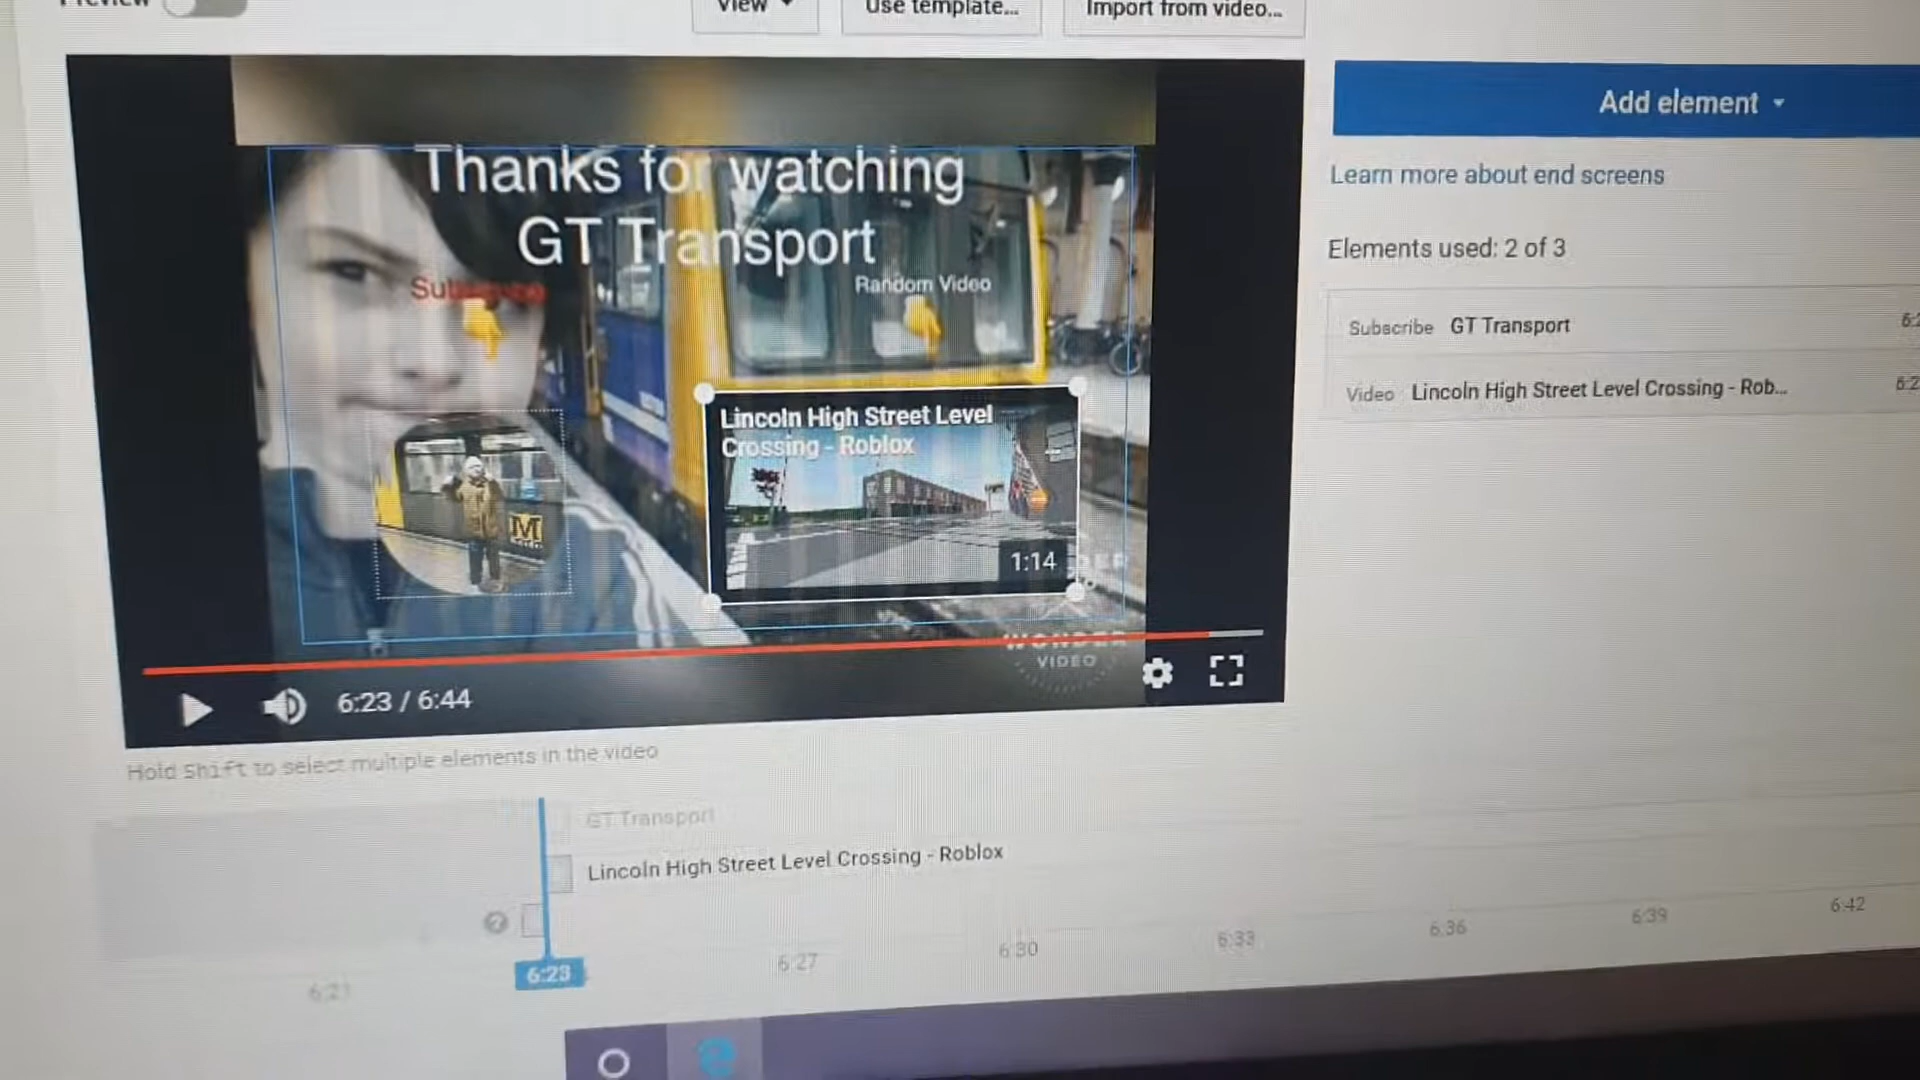 Preview
View
Use template...
Import from video...
Add element
Learn more about end screens
Elements used: 2 of 3
Subscribe GT Transport
Video Lincoln High Street Level Crossing - Rob...
Thanks for watching
GT Transport
Subscribe
Random Video
Lincoln High Street Level
Crossing - Roblox
M
1:14
WONDER
VIDEO
6:23 / 6:44
Hold Shift to select multiple elements in the video
GT Transport
Lincoln High Street Level Crossing - Roblox
?
6:21
6:23
6:27
6:30
6:33
6:36
6:39
6:42